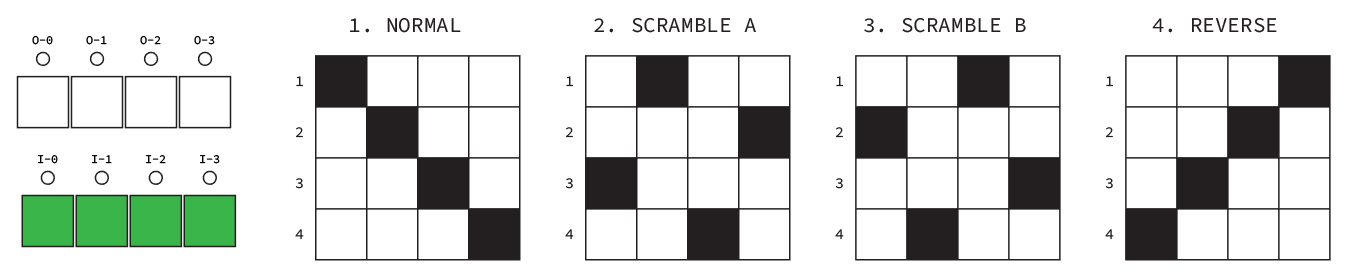 O-0 O-1 O-2 O-3
I-0 I-1 I-2 I-3
1. NORMAL
1
2
3
4
2. SCRAMBLE A
1
2
3
4
3. SCRAMBLE B
1
2
3
4
4. REVERSE
1
2
3
4